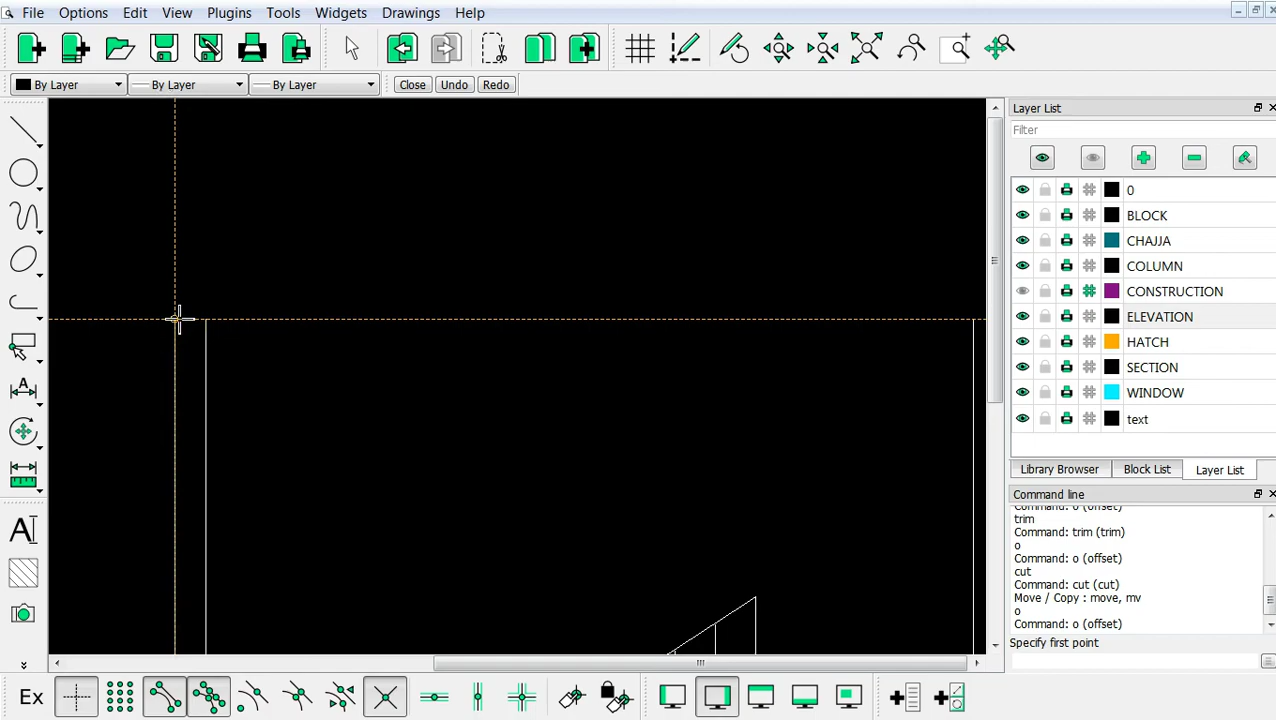 File Options Edit View Plugins Tools Widgets Drawings Help
By Layer By Layer By Layer Close Undo Redo
Layer List
Filter
0
BLOCK
CHAJJA
COLUMN
CONSTRUCTION
ELEVATION
HATCH
SECTION
WINDOW
text
Library Browser Block List Layer List
Command line
Command: o (offset)
trim
Command: trim (trim)
o
Command: o (offset)
cut
Command: cut (cut)
Move / Copy : move, mv
o
Command: o (offset)
Specify first point
A
A
Ex